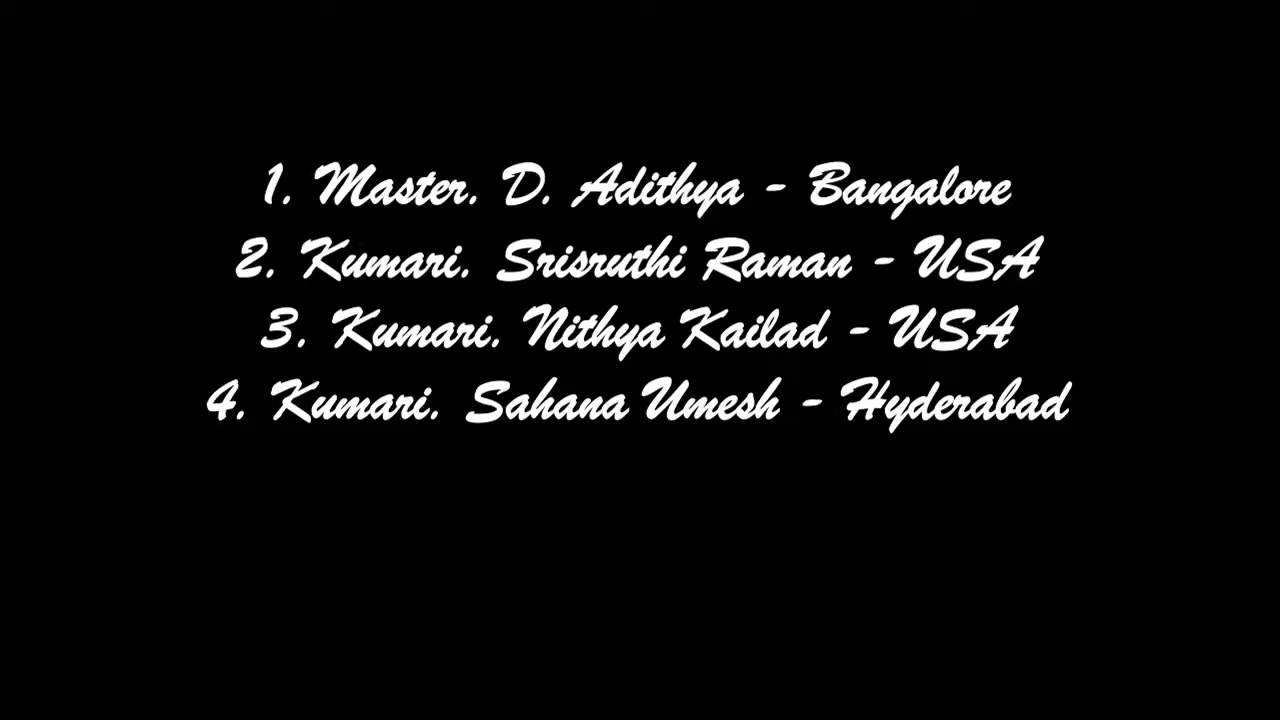 1. Master. D. Adithya - Bangalore
2. Kumari. Srisruthi Raman - USA
3. Kumari. Nithya Kailad - USA
4. Kumari. Sahana Umesh - Hyderabad